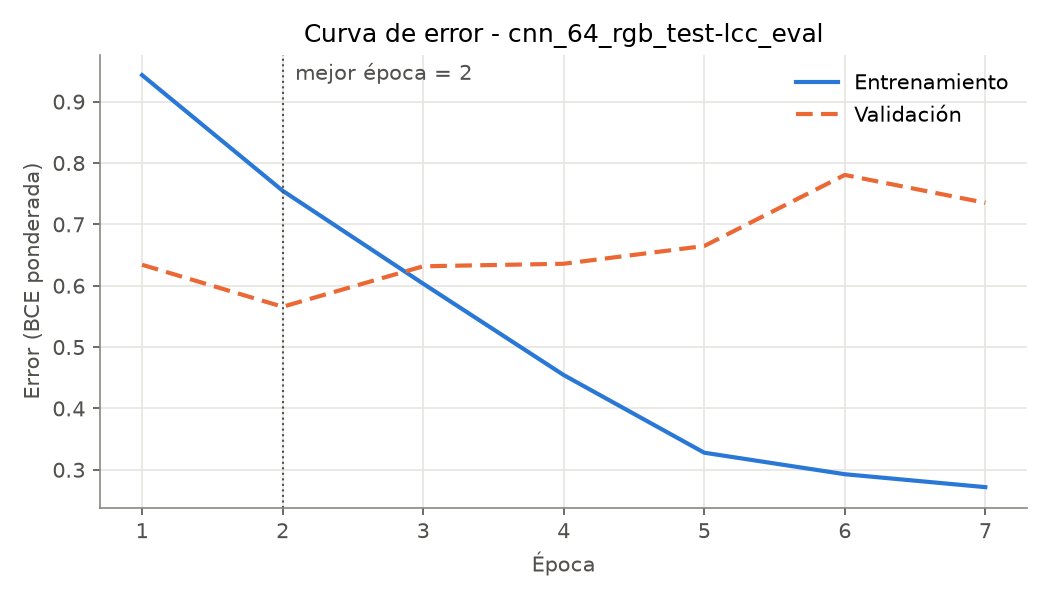 Curva de error - cnn_64_rgb_test-lcc_eval
mejor época = 2
Entrenamiento
Validación
Error (BCE ponderada)
0.9
0.8
0.7
0.6
0.5
0.4
0.3
1 2 3 4 5 6 7
Época